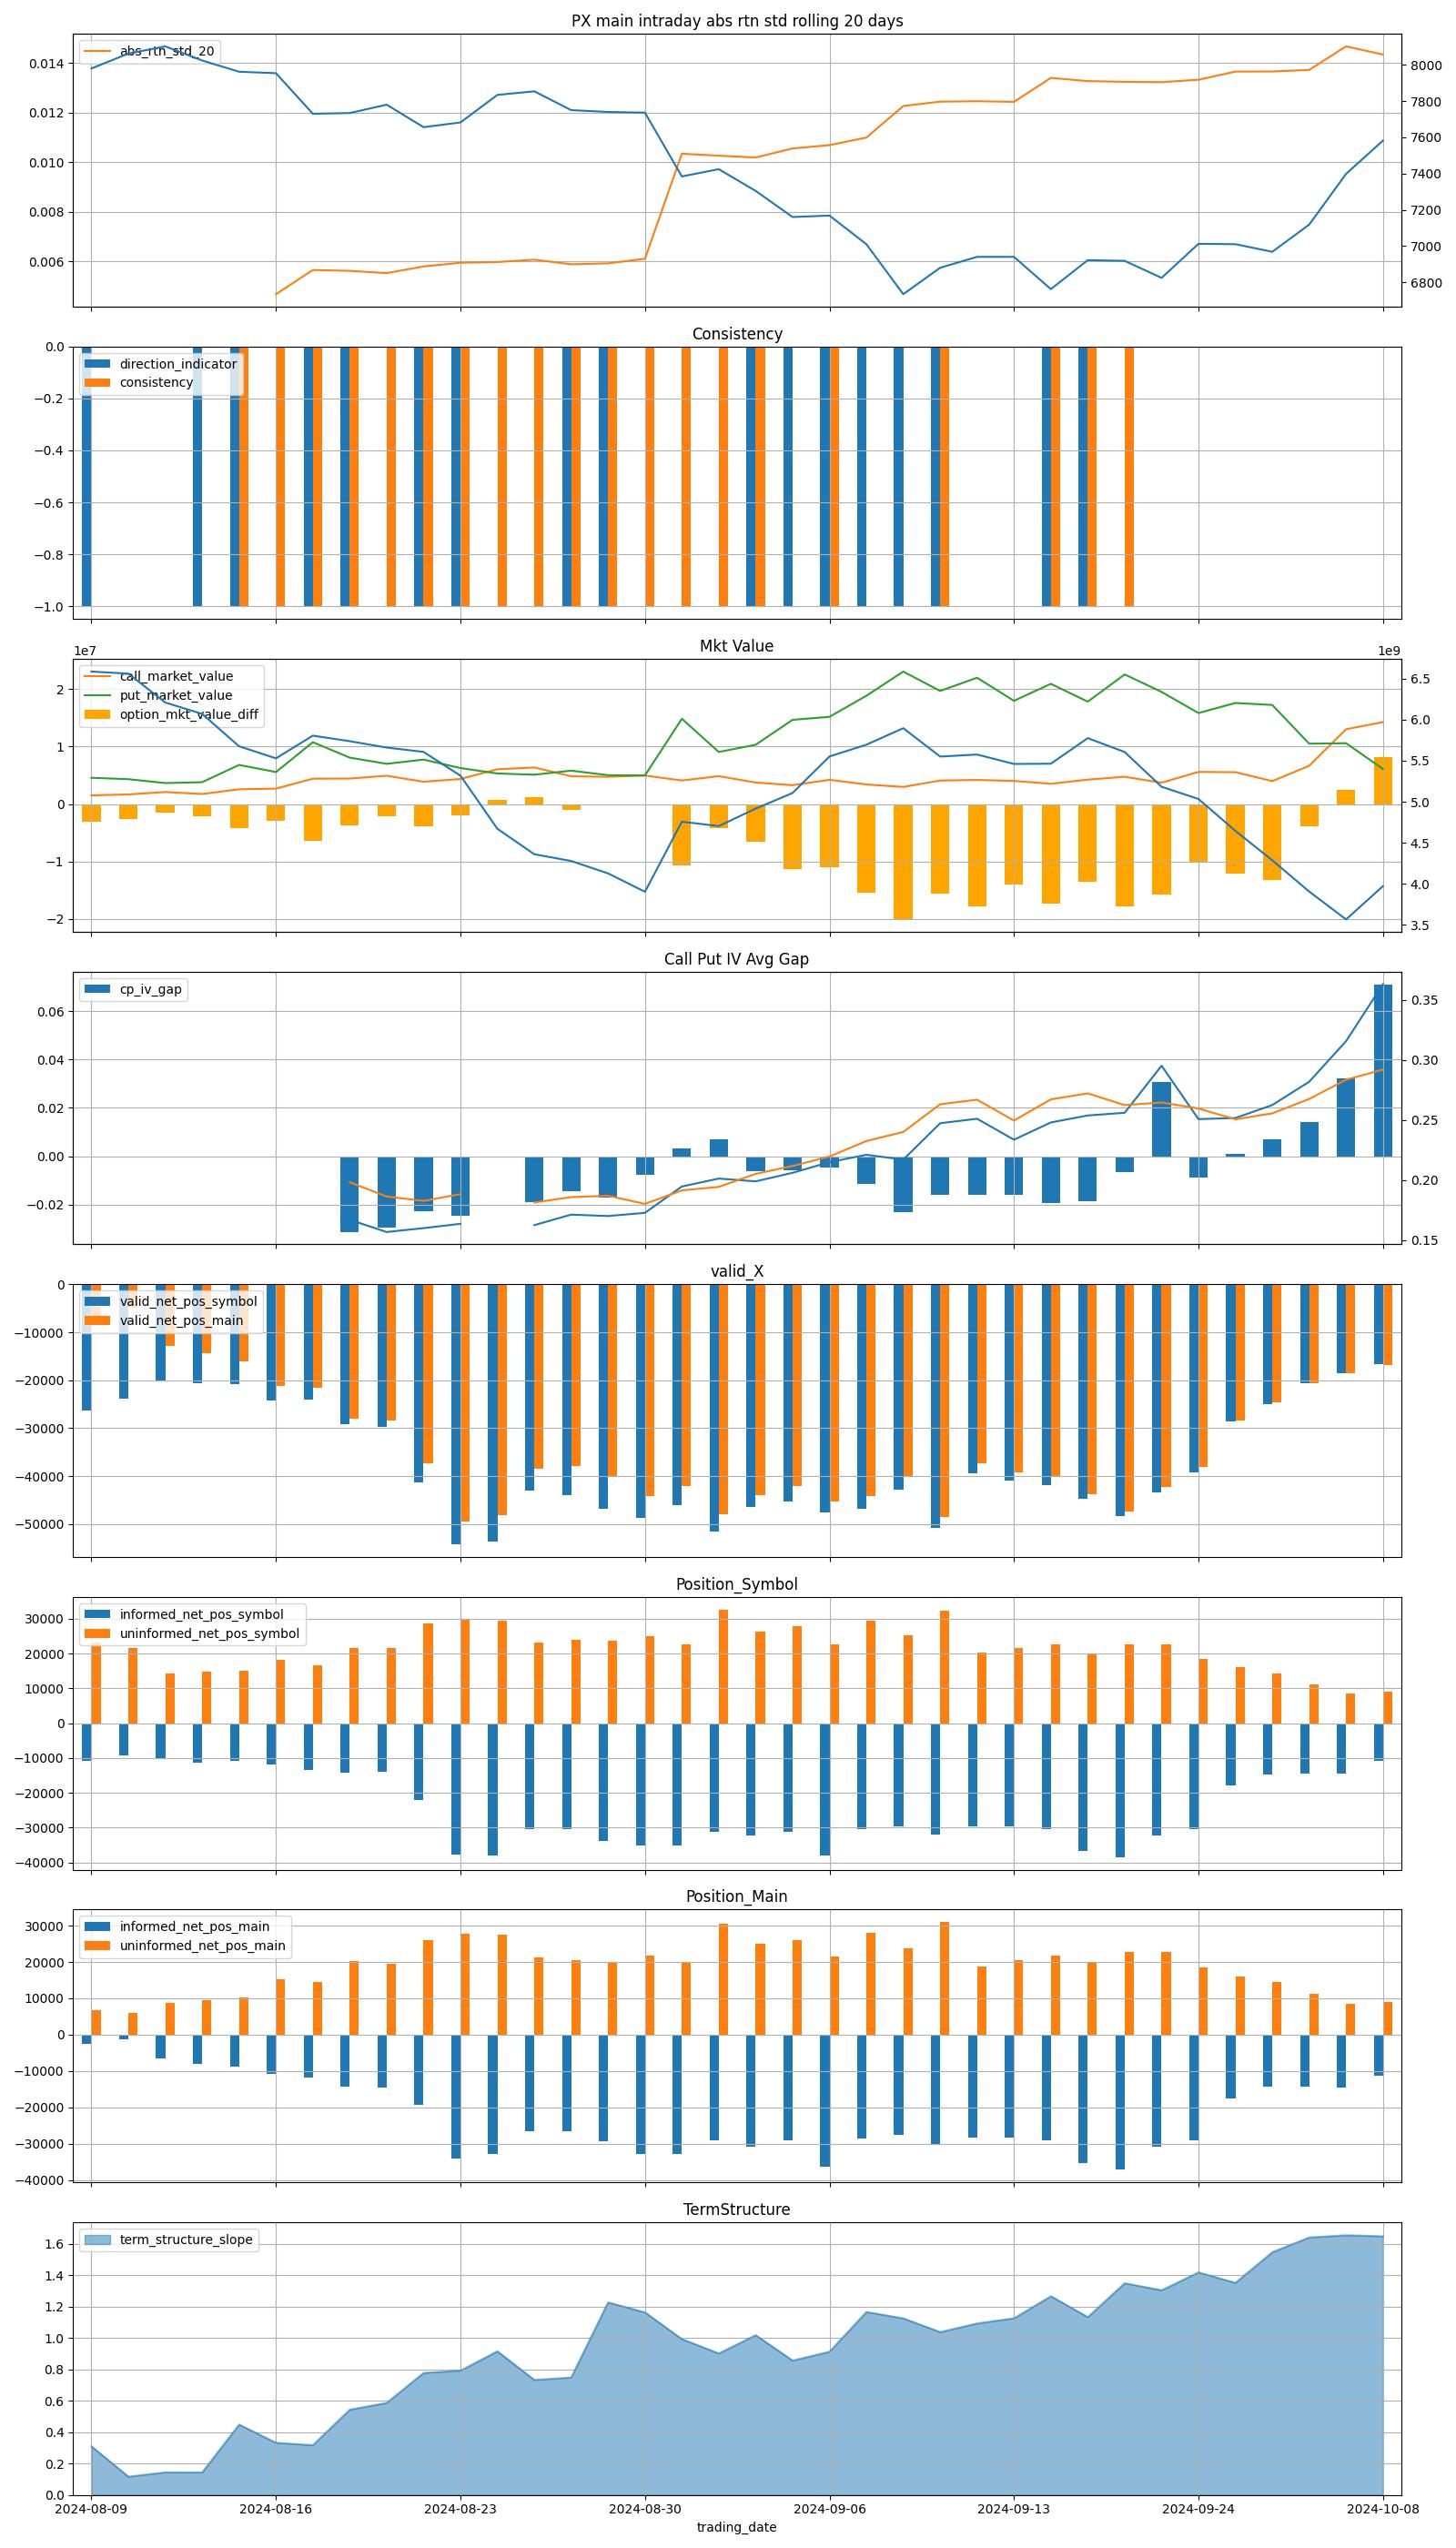 PX main intraday abs rtn std rolling 20 days
abs_rtn_std_20
0.014
0.012
0.010
0.008
0.006
8000
7800
7600
7400
7200
7000
6800
Consistency
direction_indicator
consistency
0.0
−0.2
−0.4
−0.6
−0.8
−1.0
Mkt Value
1e7
1e9
call_market_value
put_market_value
option_mkt_value_diff
2
1
0
−1
−2
6.5
6.0
5.5
5.0
4.5
4.0
3.5
Call Put IV Avg Gap
cp_iv_gap
0.06
0.04
0.02
0.00
−0.02
0.35
0.30
0.25
0.20
0.15
valid_X
valid_net_pos_symbol
valid_net_pos_main
0
−10000
−20000
−30000
−40000
−50000
Position_Symbol
informed_net_pos_symbol
uninformed_net_pos_symbol
30000
20000
10000
0
−10000
−20000
−30000
−40000
Position_Main
informed_net_pos_main
uninformed_net_pos_main
30000
20000
10000
0
−10000
−20000
−30000
−40000
TermStructure
term_structure_slope
1.6
1.4
1.2
1.0
0.8
0.6
0.4
0.2
0.0
2024-08-09 2024-08-16 2024-08-23 2024-08-30 2024-09-06 2024-09-13 2024-09-24 2024-10-08
trading_date